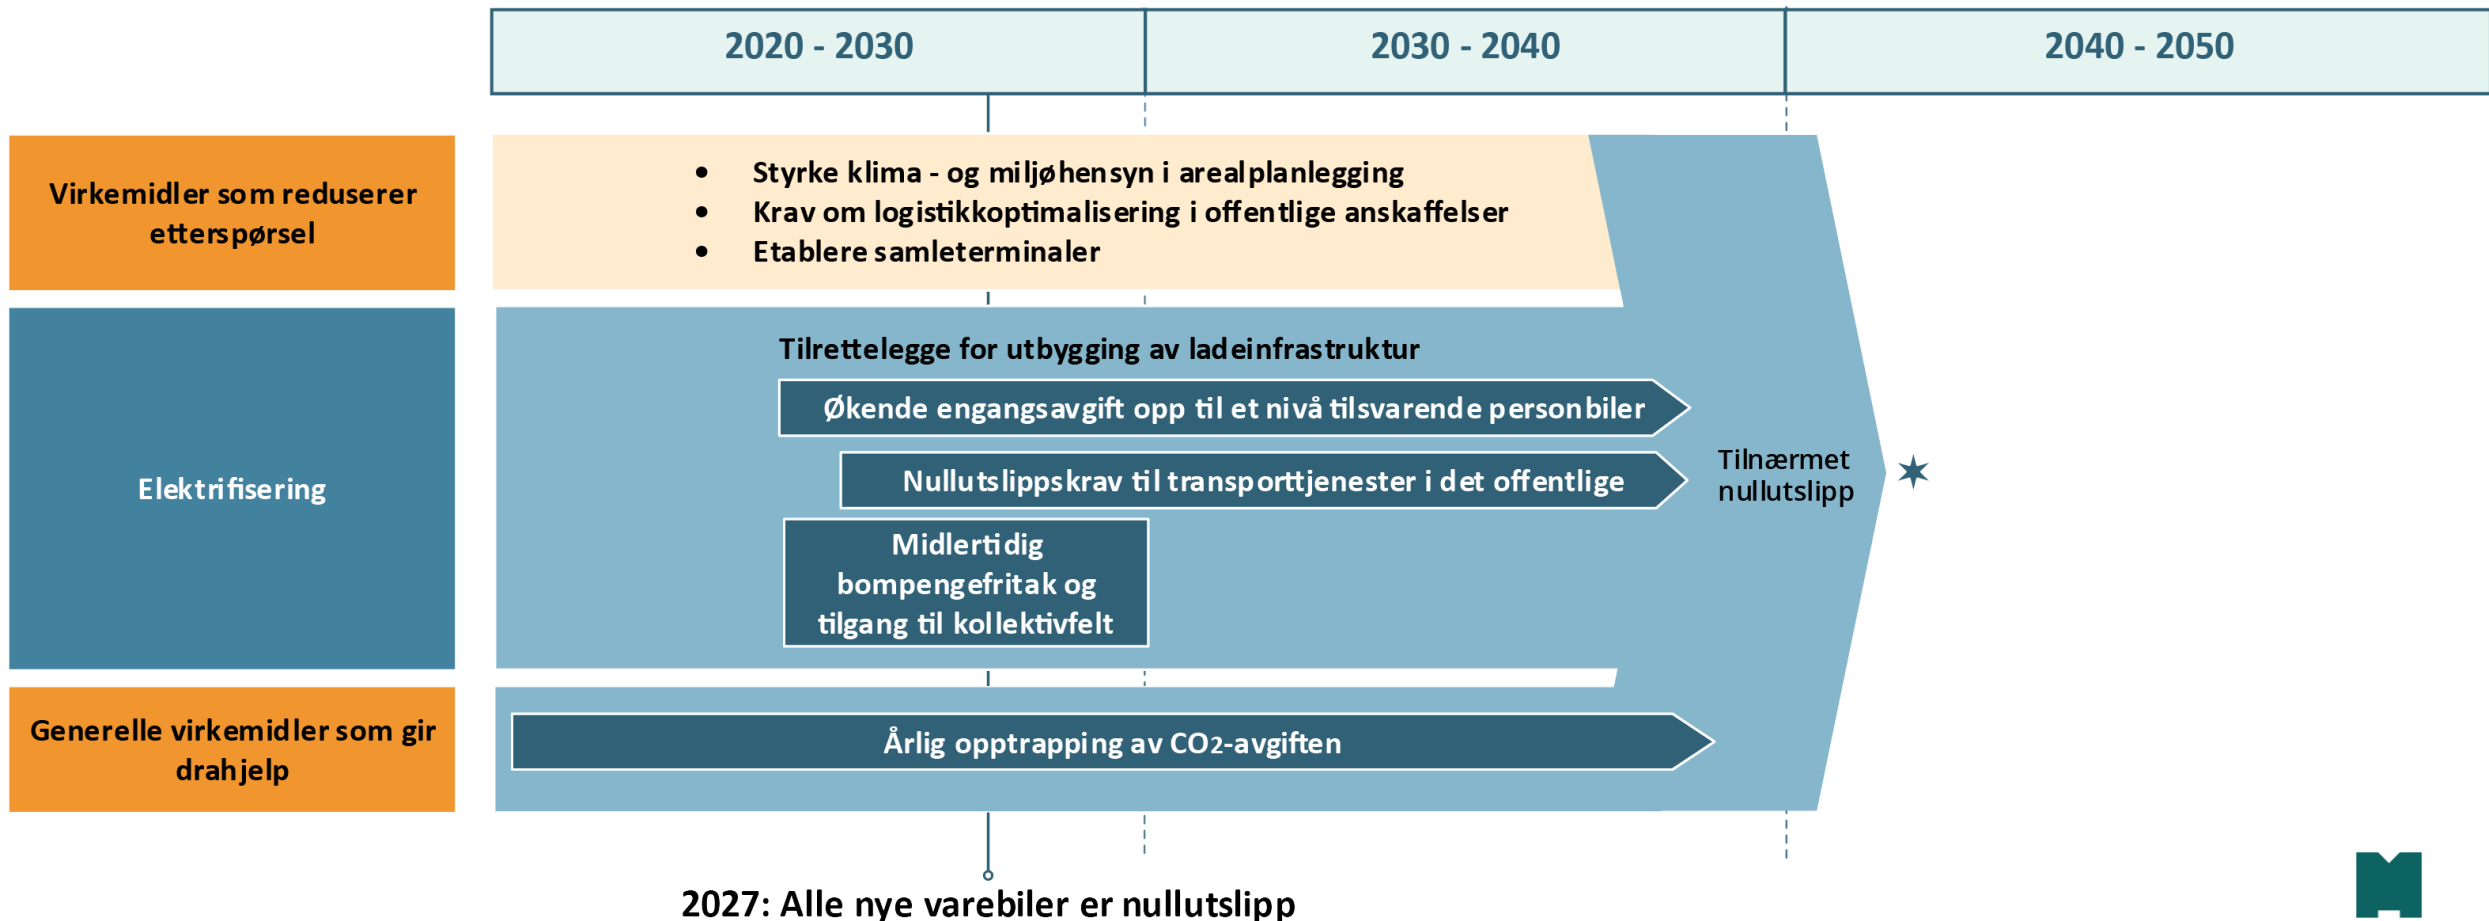 2020 - 2030
2030 - 2040
2040 - 2050
Virkemidler som reduserer
etterspørsel
• Styrke klima - og miljøhensyn i arealplanlegging
• Krav om logistikkoptimalisering i offentlige anskaffelser
• Etablere samleterminaler
Elektrifisering
Tilrettelegge for utbygging av ladeinfrastruktur
Økende engangsavgift opp til et nivå tilsvarende personbiler
Nullutslippskrav til transporttjenester i det offentlige
Midlertidig
bompengefritak og
tilgang til kollektivfelt
Tilnærmet
nullutslipp
Generelle virkemidler som gir
drahjelp
Årlig opptrapping av CO2-avgiften
2027: Alle nye varebiler er nullutslipp